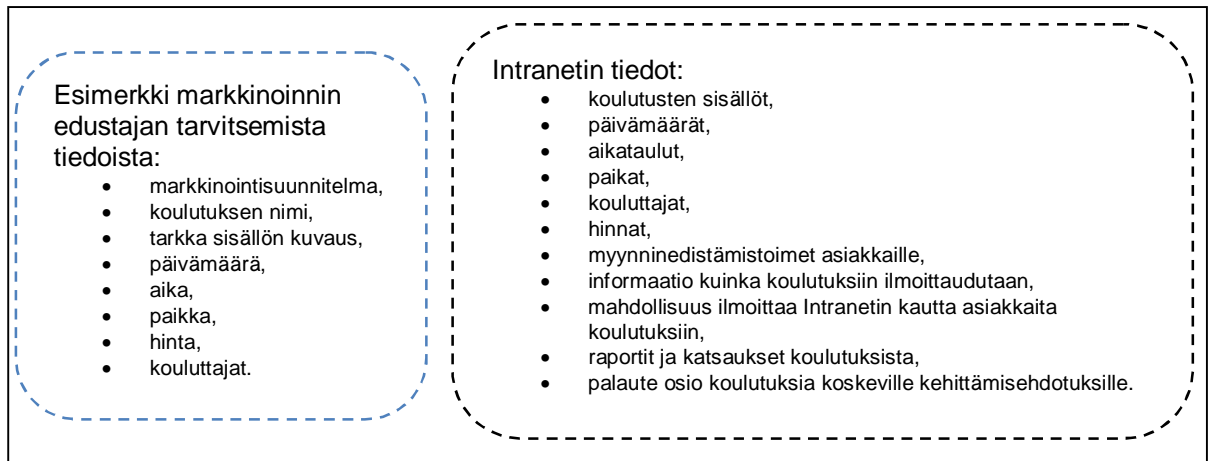 Esimerkki markkinoinnin
edustajan tarvitsemista
tiedoista:
• markkinointisuunnitelma,
• koulutuksen nimi,
• tarkka sisällön kuvaus,
• päivämäärä,
• aika,
• paikka,
• hinta,
• kouluttajat.
Intranetin tiedot:
• koulutusten sisällöt,
• päivämäärät,
• aikataulut,
• paikat,
• kouluttajat,
• hinnat,
• myynninedistämistoimet asiakkaille,
• informaatio kuinka koulutuksiin ilmoittaudutaan,
• mahdollisuus ilmoittaa Intranetin kautta asiakkaita
koulutuksiin,
• raportit ja katsaukset koulutuksista,
• palaute osio koulutuksia koskeville kehittämisehdotuksille.